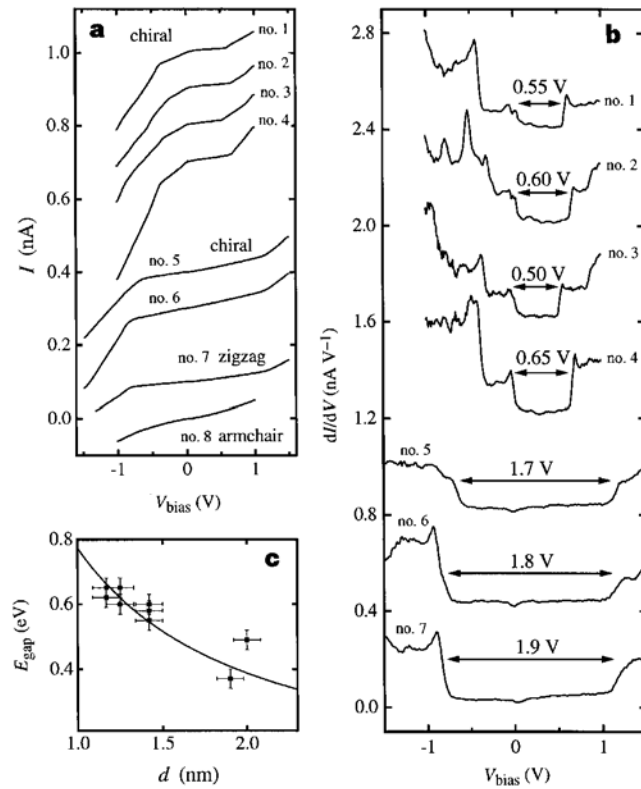 a
chiral
no. 1
no. 2
no. 3
no. 4
chiral
no. 5
no. 6
no. 7 zigzag
no. 8 armchair
1.0
0.8
0.6
0.4
0.2
0.0
I (nA)
-1 0 1
Vbias (V)
b
2.8
2.4
2.0
1.6
1.2
0.8
0.4
0.0
dI/dV (nA V−1)
0.55 V
no. 1
0.60 V
no. 2
0.50 V
no. 3
0.65 V
no. 4
no. 5
1.7 V
no. 6
1.8 V
no. 7
1.9 V
-1 0 1
Vbias (V)
c
0.8
0.6
0.4
Egap (eV)
1.0 1.5 2.0
d (nm)